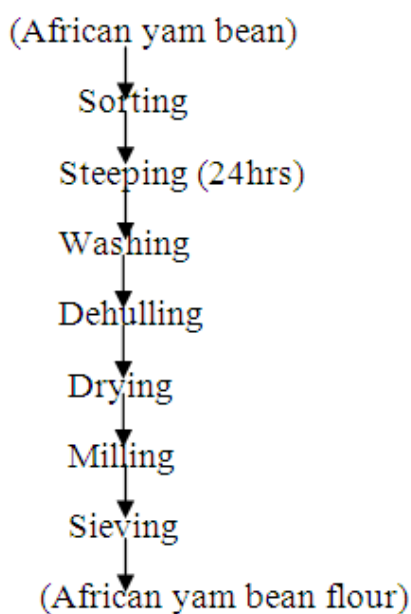 (African yam bean)
Sorting
Steeping (24hrs)
Washing
Dehulling
Drying
Milling
Sieving
(African yam bean flour)